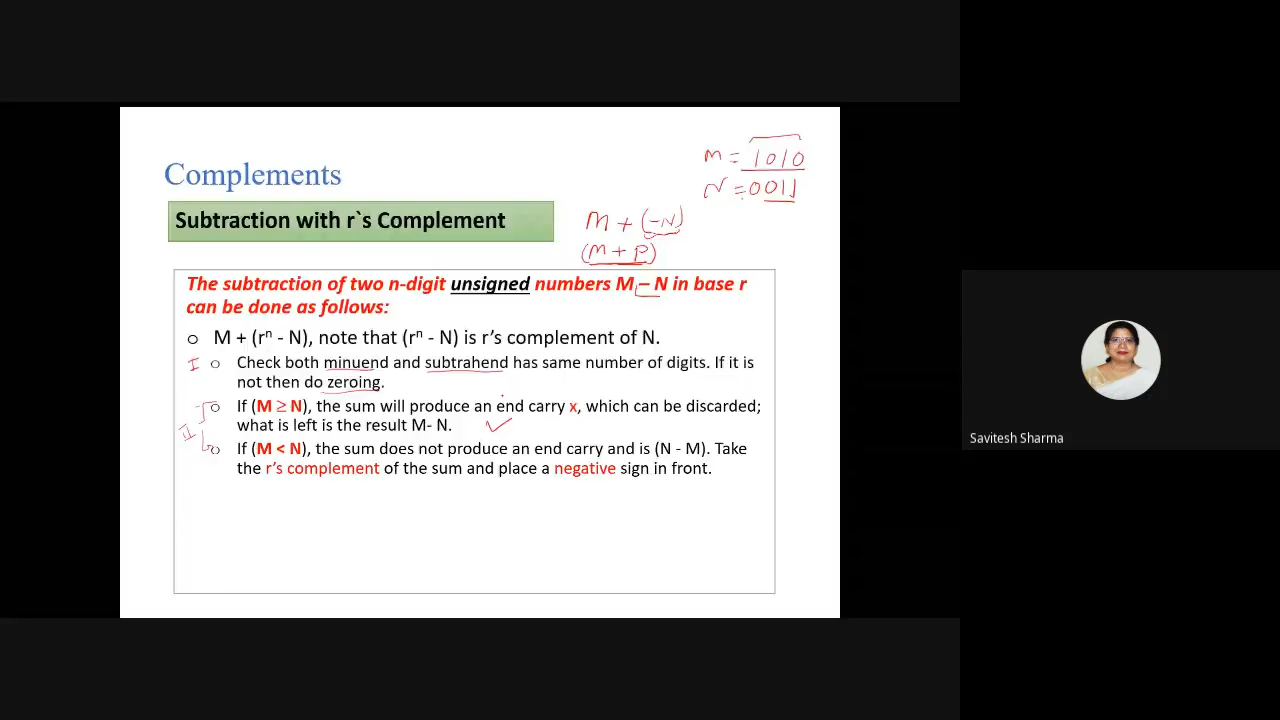 M = 1010
N = 0011
Complements
Subtraction with r`s Complement
M + (-N)
(M + P)
The subtraction of two n-digit unsigned numbers M – N in base r
can be done as follows:
o M + (rⁿ - N), note that (rⁿ - N) is r’s complement of N.
I o Check both minuend and subtrahend has same number of digits. If it is
not then do zeroing.
o If (M ≥ N), the sum will produce an end carry x, which can be discarded;
what is left is the result M- N.
II
o If (M < N), the sum does not produce an end carry and is (N - M). Take
the r’s complement of the sum and place a negative sign in front.
Savitesh Sharma